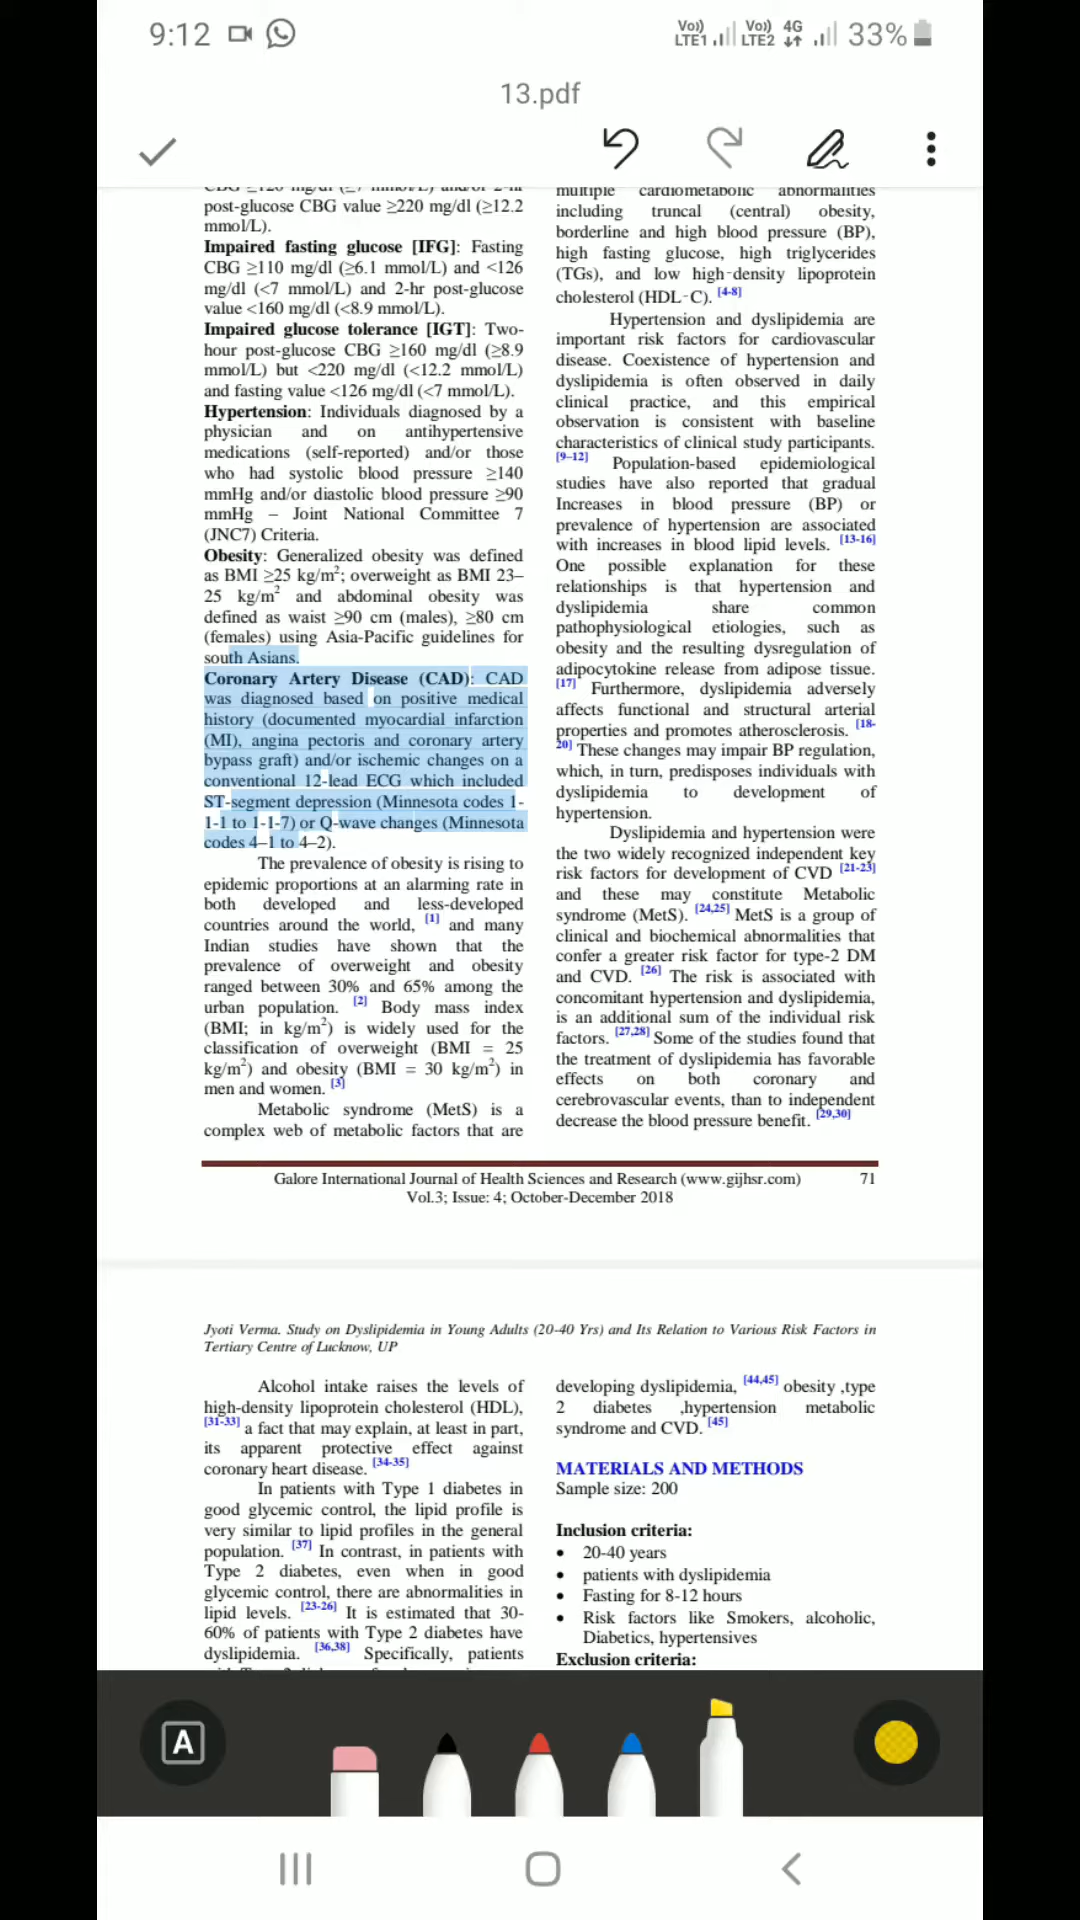 9:12
Vo)) LTE1 Vo)) LTE2 4G 33%
13.pdf
post-glucose CBG value ≥220 mg/dl (≥12.2
mmol/L).
Impaired fasting glucose [IFG]: Fasting
CBG ≥110 mg/dl (≥6.1 mmol/L) and <126
mg/dl (<7 mmol/L) and 2-hr post-glucose
value <160 mg/dl (<8.9 mmol/L).
Impaired glucose tolerance [IGT]: Two-
hour post-glucose CBG ≥160 mg/dl (≥8.9
mmol/L) but <220 mg/dl (<12.2 mmol/L)
and fasting value <126 mg/dl (<7 mmol/L).
Hypertension: Individuals diagnosed by a
physician and on antihypertensive
medications (self-reported) and/or those
who had systolic blood pressure ≥140
mmHg and/or diastolic blood pressure ≥90
mmHg – Joint National Committee 7
(JNC7) Criteria.
Obesity: Generalized obesity was defined
as BMI ≥25 kg/m²; overweight as BMI 23–
25 kg/m² and abdominal obesity was
defined as waist ≥90 cm (males), ≥80 cm
(females) using Asia-Pacific guidelines for
south Asians.
Coronary Artery Disease (CAD): CAD
was diagnosed based on positive medical
history (documented myocardial infarction
(MI), angina pectoris and coronary artery
bypass graft) and/or ischemic changes on a
conventional 12-lead ECG which included
ST-segment depression (Minnesota codes 1-
1-1 to 1-1-7) or Q-wave changes (Minnesota
codes 4–1 to 4–2).
The prevalence of obesity is rising to
epidemic proportions at an alarming rate in
both developed and less-developed
countries around the world, [1] and many
Indian studies have shown that the
prevalence of overweight and obesity
ranged between 30% and 65% among the
urban population. [2] Body mass index
(BMI; in kg/m²) is widely used for the
classification of overweight (BMI = 25
kg/m²) and obesity (BMI = 30 kg/m²) in
men and women. [3]
Metabolic syndrome (MetS) is a
complex web of metabolic factors that are
multiple cardiometabolic abnormalities
including truncal (central) obesity,
borderline and high blood pressure (BP),
high fasting glucose, high triglycerides
(TGs), and low high-density lipoprotein
cholesterol (HDL-C). [4-8]
Hypertension and dyslipidemia are
important risk factors for cardiovascular
disease. Coexistence of hypertension and
dyslipidemia is often observed in daily
clinical practice, and this empirical
observation is consistent with baseline
characteristics of clinical study participants.
[9–12] Population-based epidemiological
studies have also reported that gradual
Increases in blood pressure (BP) or
prevalence of hypertension are associated
with increases in blood lipid levels. [13-16]
One possible explanation for these
relationships is that hypertension and
dyslipidemia share common
pathophysiological etiologies, such as
obesity and the resulting dysregulation of
adipocytokine release from adipose tissue.
[17] Furthermore, dyslipidemia adversely
affects functional and structural arterial
properties and promotes atherosclerosis. [18-
20] These changes may impair BP regulation,
which, in turn, predisposes individuals with
dyslipidemia to development of
hypertension.
Dyslipidemia and hypertension were
the two widely recognized independent key
risk factors for development of CVD [21-23]
and these may constitute Metabolic
syndrome (MetS). [24,25] MetS is a group of
clinical and biochemical abnormalities that
confer a greater risk factor for type-2 DM
and CVD. [26] The risk is associated with
concomitant hypertension and dyslipidemia,
is an additional sum of the individual risk
factors. [27,28] Some of the studies found that
the treatment of dyslipidemia has favorable
effects on both coronary and
cerebrovascular events, than to independent
decrease the blood pressure benefit. [29,30]
Galore International Journal of Health Sciences and Research (www.gijhsr.com) 71
Vol.3; Issue: 4; October-December 2018
Jyoti Verma. Study on Dyslipidemia in Young Adults (20-40 Yrs) and Its Relation to Various Risk Factors in
Tertiary Centre of Lucknow, UP
Alcohol intake raises the levels of
high-density lipoprotein cholesterol (HDL),
[31-33] a fact that may explain, at least in part,
its apparent protective effect against
coronary heart disease. [34-35]
In patients with Type 1 diabetes in
good glycemic control, the lipid profile is
very similar to lipid profiles in the general
population. [37] In contrast, in patients with
Type 2 diabetes, even when in good
glycemic control, there are abnormalities in
lipid levels. [23-26] It is estimated that 30-
60% of patients with Type 2 diabetes have
dyslipidemia. [36,38] Specifically, patients
developing dyslipidemia, [44,45] obesity ,type
2 diabetes ,hypertension metabolic
syndrome and CVD. [45]
MATERIALS AND METHODS
Sample size: 200
Inclusion criteria:
• 20-40 years
• patients with dyslipidemia
• Fasting for 8-12 hours
• Risk factors like Smokers, alcoholic,
Diabetics, hypertensives
Exclusion criteria:
A